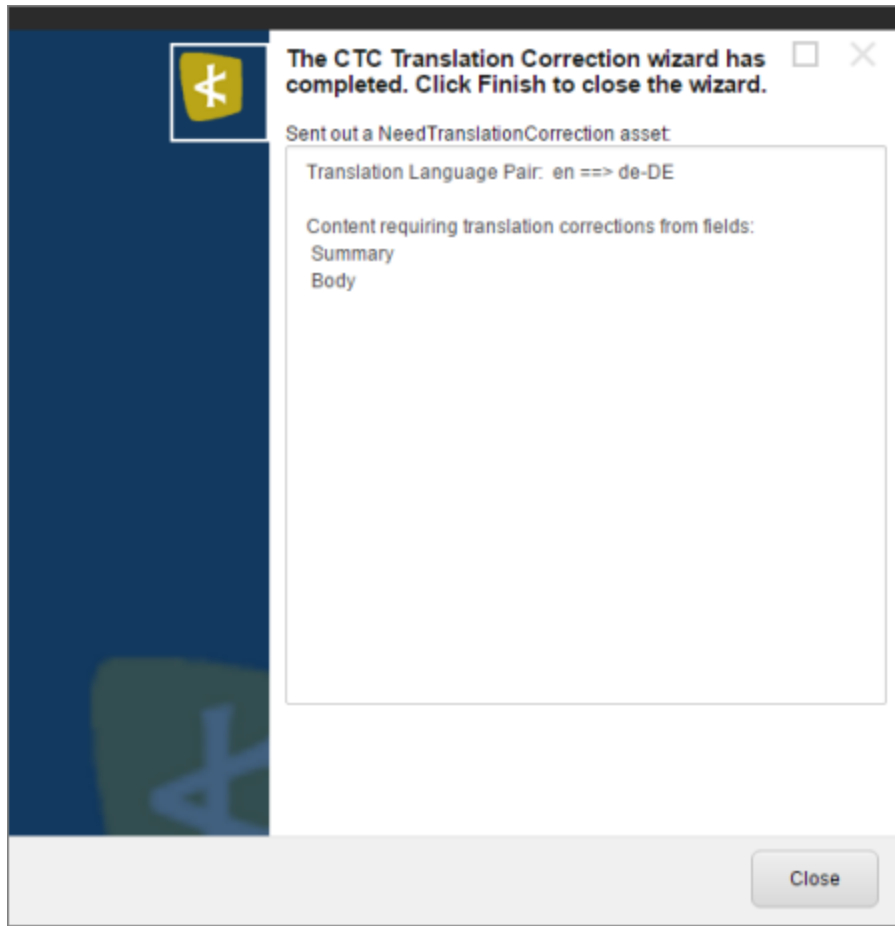 The CTC Translation Correction wizard has
completed. Click Finish to close the wizard.
Sent out a NeedTranslationCorrection asset:
Translation Language Pair: en ==> de-DE
Content requiring translation corrections from fields:
Summary
Body
Close